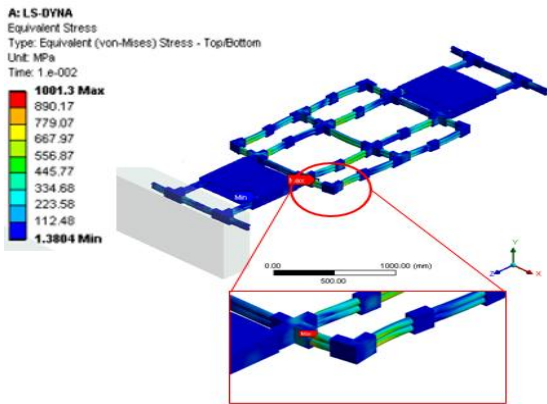 A: LS-DYNA
Equivalent Stress
Type: Equivalent (von-Mises) Stress - Top/Bottom
Unit: MPa
Time: 1.e-002
1001.3 Max
890.17
779.07
667.97
556.87
445.77
334.68
223.58
112.48
1.3804 Min
Min
Max
0.00
1000.00 (mm)
500.00
Y
Z
X